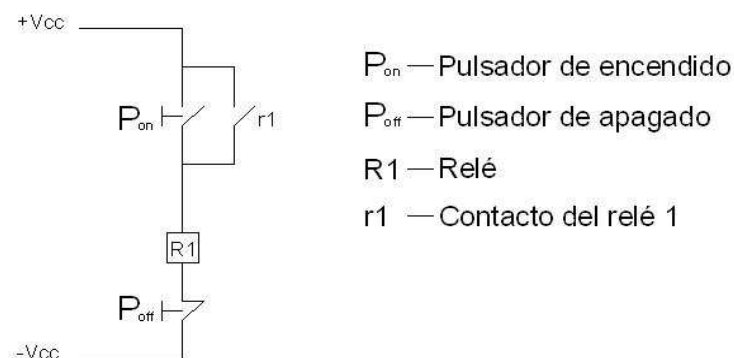 +Vcc
Pon
r1
R1
Poff
-Vcc
Pon — Pulsador de encendido
Poff — Pulsador de apagado
R1 — Relé
r1 — Contacto del relé 1